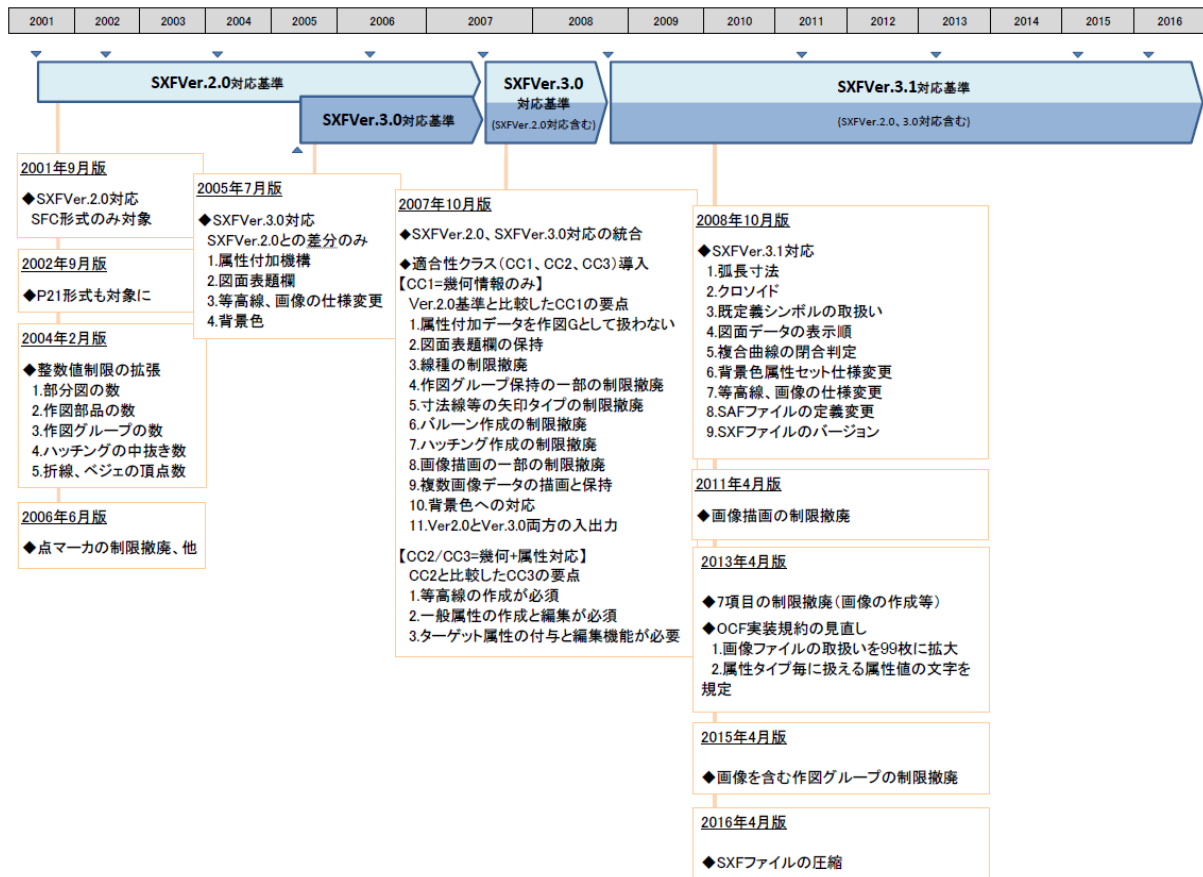 2001 2002 2003 2004 2005 2006 2007 2008 2009 2010 2011 2012 2013 2014 2015 2016
SXFVer.2.0対応基準
SXFVer.3.0対応基準
SXFVer.3.0
対応基準
(SXFVer.2.0対応含む)
SXFVer.3.1対応基準
(SXFVer.2.0、3.0対応含む)
2001年9月版
◆SXFVer.2.0対応
SFC形式のみ対象
2002年9月版
◆P21形式も対象に
2004年2月版
◆整数値制限の拡張
1.部分図の数
2.作図部品の数
3.作図グループの数
4.ハッチングの中抜き数
5.折線、ベジェの頂点数
2006年6月版
◆点マーカの制限撤廃、他
2005年7月版
◆SXFVer.3.0対応
SXFVer.2.0との差分のみ
1.属性付加機構
2.図面表題欄
3.等高線、画像の仕様変更
4.背景色
2007年10月版
◆SXFVer.2.0、SXFVer.3.0対応の統合
◆適合性クラス(CC1、CC2、CC3)導入
【CC1=幾何情報のみ】
Ver.2.0基準と比較したCC1の要点
1.属性付加データを作図Gとして扱わない
2.図面表題欄の保持
3.線種の制限撤廃
4.作図グループ保持の一部の制限撤廃
5.寸法線等の矢印タイプの制限撤廃
6.バルーン作成の制限撤廃
7.ハッチング作成の制限撤廃
8.画像描画の一部の制限撤廃
9.複数画像データの描画と保持
10.背景色への対応
11.Ver2.0とVer.3.0両方の入出力
【CC2/CC3=幾何+属性対応】
CC2と比較したCC3の要点
1.等高線の作成が必須
2.一般属性の作成と編集が必須
3.ターゲット属性の付与と編集機能が必要
2008年10月版
◆SXFVer.3.1対応
1.弧長寸法
2.クロソイド
3.既定義シンボルの取扱い
4.図面データの表示順
5.複合曲線の閉合判定
6.背景色属性セット仕様変更
7.等高線、画像の仕様変更
8.SAFファイルの定義変更
9.SXFファイルのバージョン
2011年4月版
◆画像描画の制限撤廃
2013年4月版
◆7項目の制限撤廃(画像の作成等)
◆OCF実装規約の見直し
1.画像ファイルの取扱いを99枚に拡大
2.属性タイプ毎に扱える属性値の文字を
規定
2015年4月版
◆画像を含む作図グループの制限撤廃
2016年4月版
◆SXFファイルの圧縮